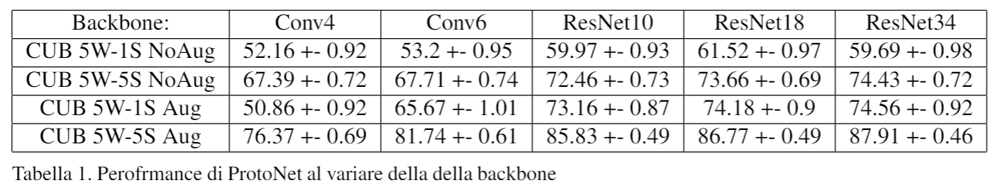 Backbone: Conv4 Conv6 ResNet10 ResNet18 ResNet34
CUB 5W-1S NoAug 52.16 +- 0.92 53.2 +- 0.95 59.97 +- 0.93 61.52 +- 0.97 59.69 +- 0.98
CUB 5W-5S NoAug 67.39 +- 0.72 67.71 +- 0.74 72.46 +- 0.73 73.66 +- 0.69 74.43 +- 0.72
CUB 5W-1S Aug 50.86 +- 0.92 65.67 +- 1.01 73.16 +- 0.87 74.18 +- 0.9 74.56 +- 0.92
CUB 5W-5S Aug 76.37 +- 0.69 81.74 +- 0.61 85.83 +- 0.49 86.77 +- 0.49 87.91 +- 0.46
Tabella 1. Perofrmance di ProtoNet al variare della della backbone